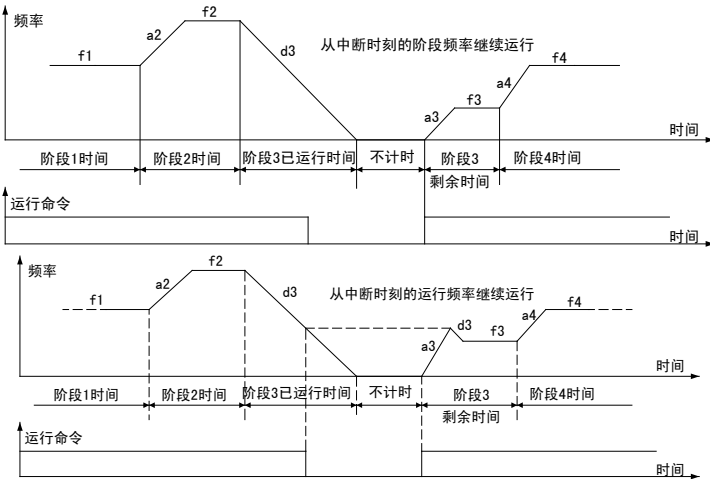 频率
f2
a2
从中断时刻的阶段频率继续运行
d3
f1
f4
a4
f3
a3
时间
阶段1时间
阶段2时间
阶段3已运行时间
不计时
阶段3
剩余时间
阶段4时间
运行命令
时间
频率
f2
a2
d3
从中断时刻的运行频率继续运行
f1
f4
a4
d3
f3
a3
时间
阶段1时间
阶段2时间
阶段3已运行时间
不计时
阶段3
剩余时间
阶段4时间
运行命令
时间